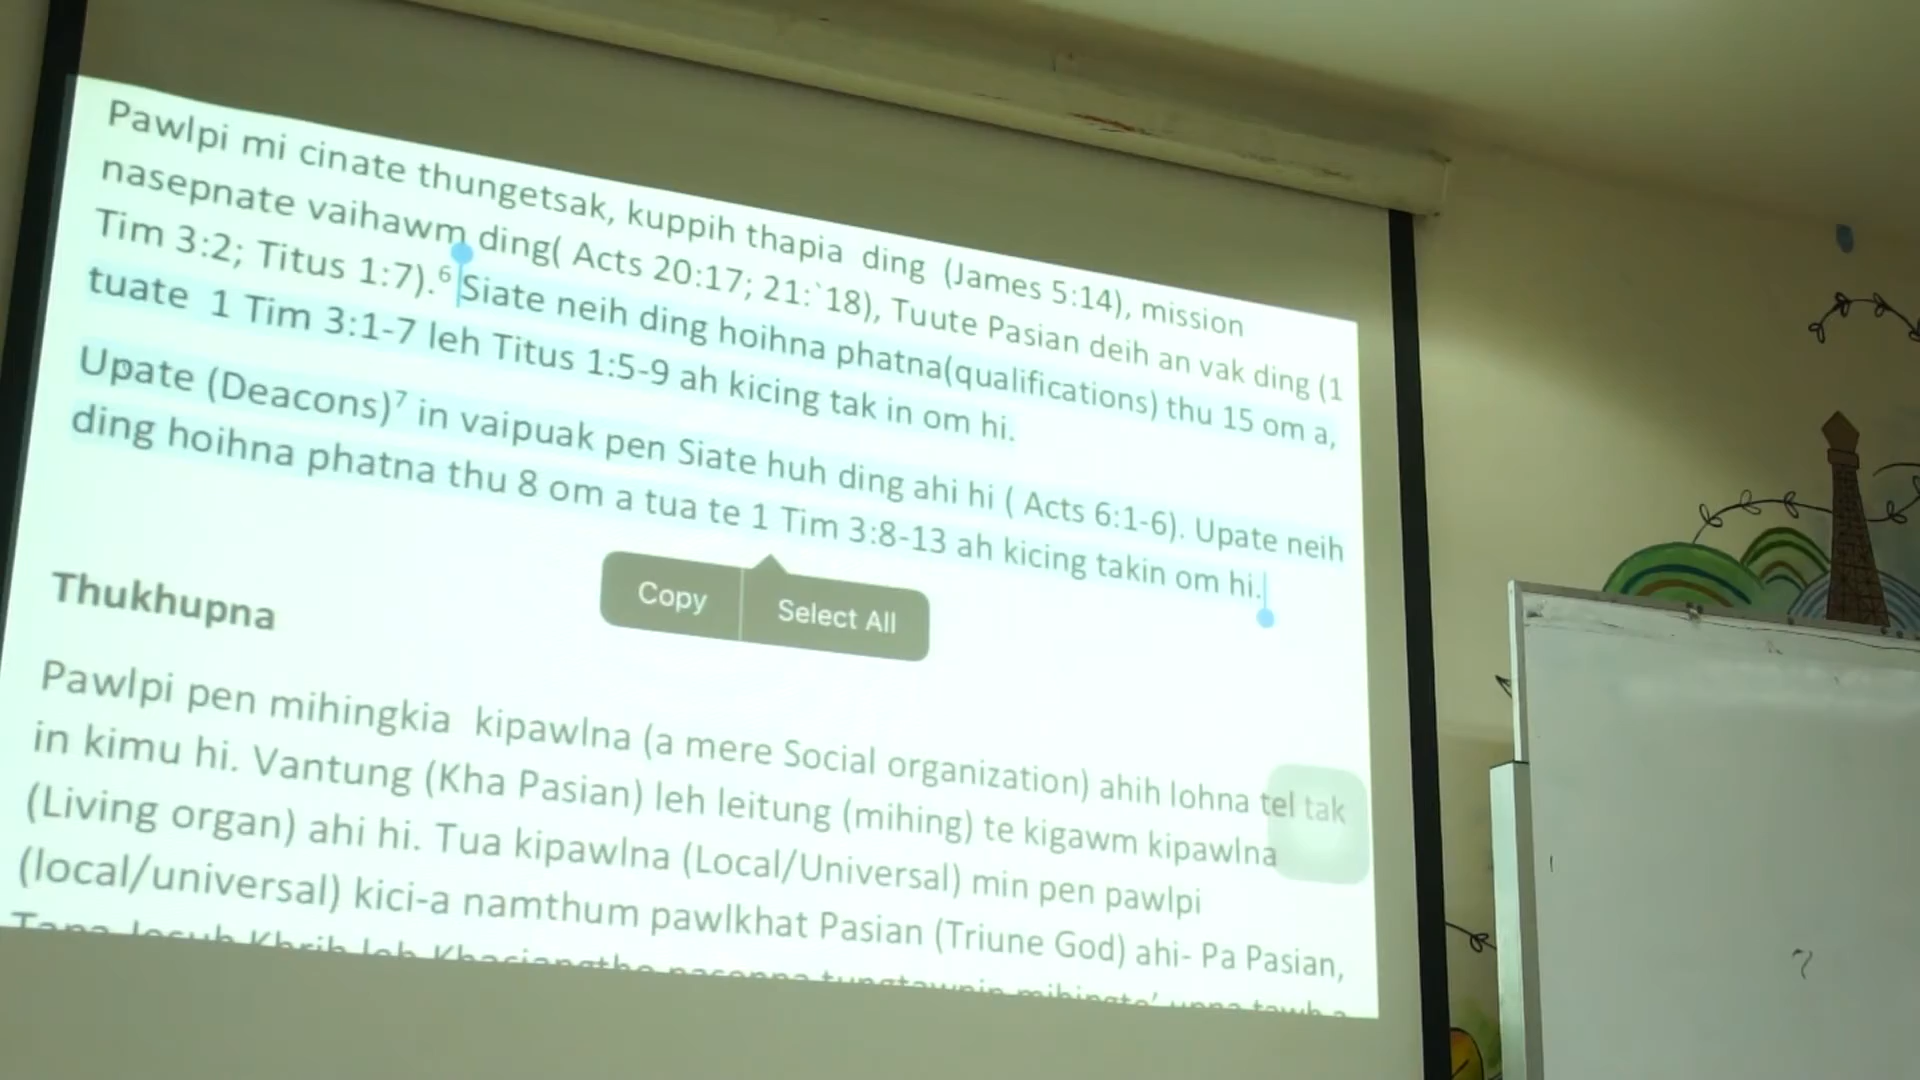 Pawlpi mi cinate thungetsak, kuppih thapia ding (James 5:14), mission
nasepnate vaihawm ding( Acts 20:17; 21:`18), Tuute Pasian deih an vak ding (1
Tim 3:2; Titus 1:7).⁶ Siate neih ding hoihna phatna(qualifications) thu 15 om a,
tuate 1 Tim 3:1-7 leh Titus 1:5-9 ah kicing tak in om hi.
Upate (Deacons)⁷ in vaipuak pen Siate huh ding ahi hi ( Acts 6:1-6). Upate neih
ding hoihna phatna thu 8 om a tua te 1 Tim 3:8-13 ah kicing takin om hi.
Copy
Select All
Thukhupna
Pawlpi pen mihingkia kipawlna (a mere Social organization) ahih lohna tel tak
in kimu hi. Vantung (Kha Pasian) leh leitung (mihing) te kigawm kipawlna
(Living organ) ahi hi. Tua kipawlna (Local/Universal) min pen pawlpi
(local/universal) kici-a namthum pawlkhat Pasian (Triune God) ahi- Pa Pasian,